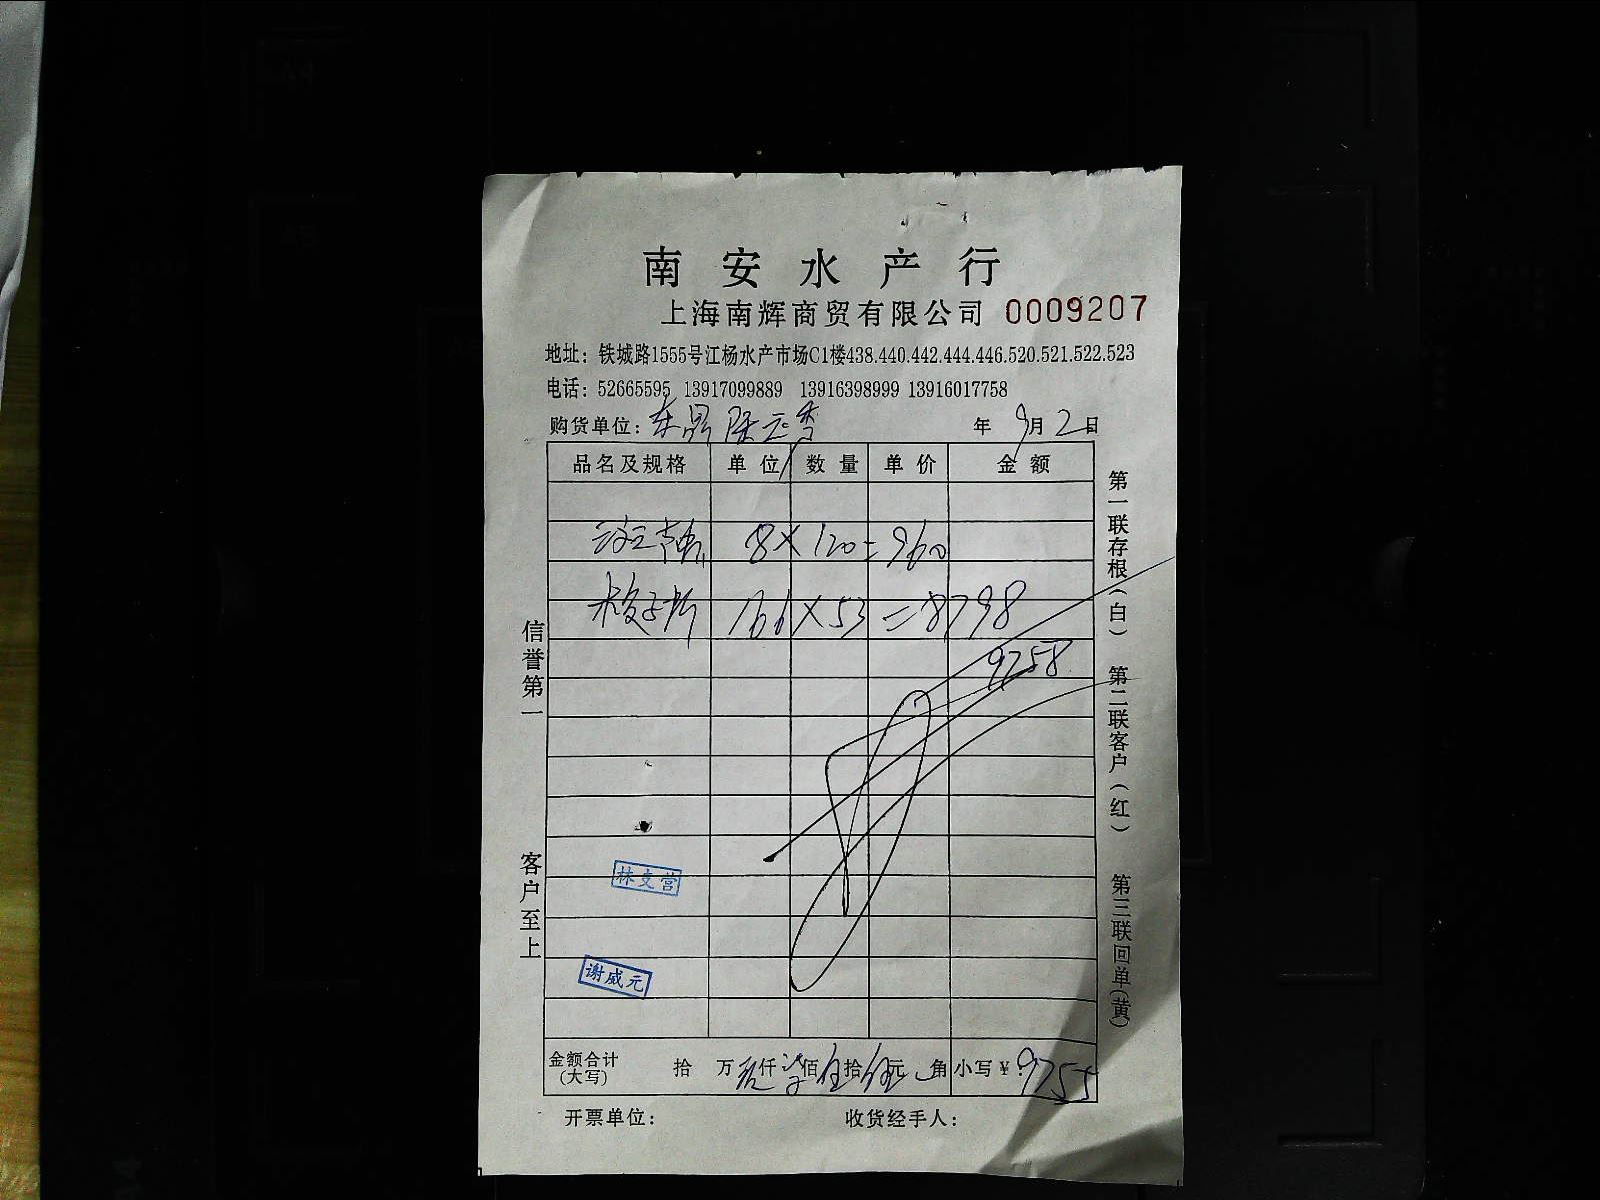 南安水产行
上海南辉商贸有限公司 0009207
地址：铁城路1555号江杨水产市场C1楼438.440.442.444.446.520.521.522.523
电话：52665595 13917099889 13916398999 13916017758
购货单位： 年 9月2日
品名及规格 单位 数量 单价 金额
8×120=960
166×53=8798
9758
信誉第一
客户至上
第一联存根（白）
第二联客户（红）
第三联回单（黄）
林支营
谢威元
金额合计（大写） 拾 万 仟 佰 拾 元 角 小写¥：9755
开票单位： 收货经手人：